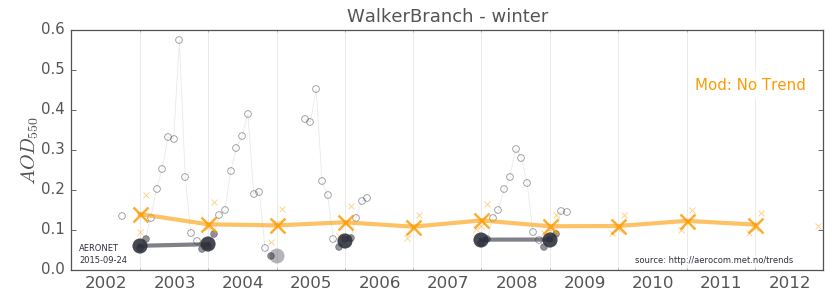 WalkerBranch - winter
0.6
0.5
0.4
0.3
0.2
0.1
0.0
AOD550
Mod: No Trend
AERONET
2015-09-24
source: http://aerocom.met.no/trends
2002 2003 2004 2005 2006 2007 2008 2009 2010 2011 2012